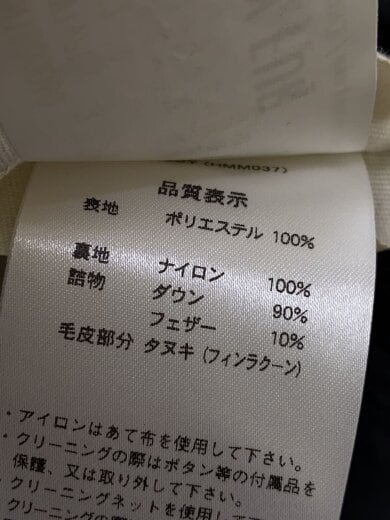 (HMM037)
品質表示
表地 ポリエステル 100%
裏地 ナイロン 100%
詰物 ダウン 90%
フェザー 10%
毛皮部分 タヌキ (フィンラクーン)
・アイロンはあて布を使用して下さい。
・クリーニングの際はボタン等の付属品を
保護、又は取り外して下さい。
・クリーニングネットを使用して下